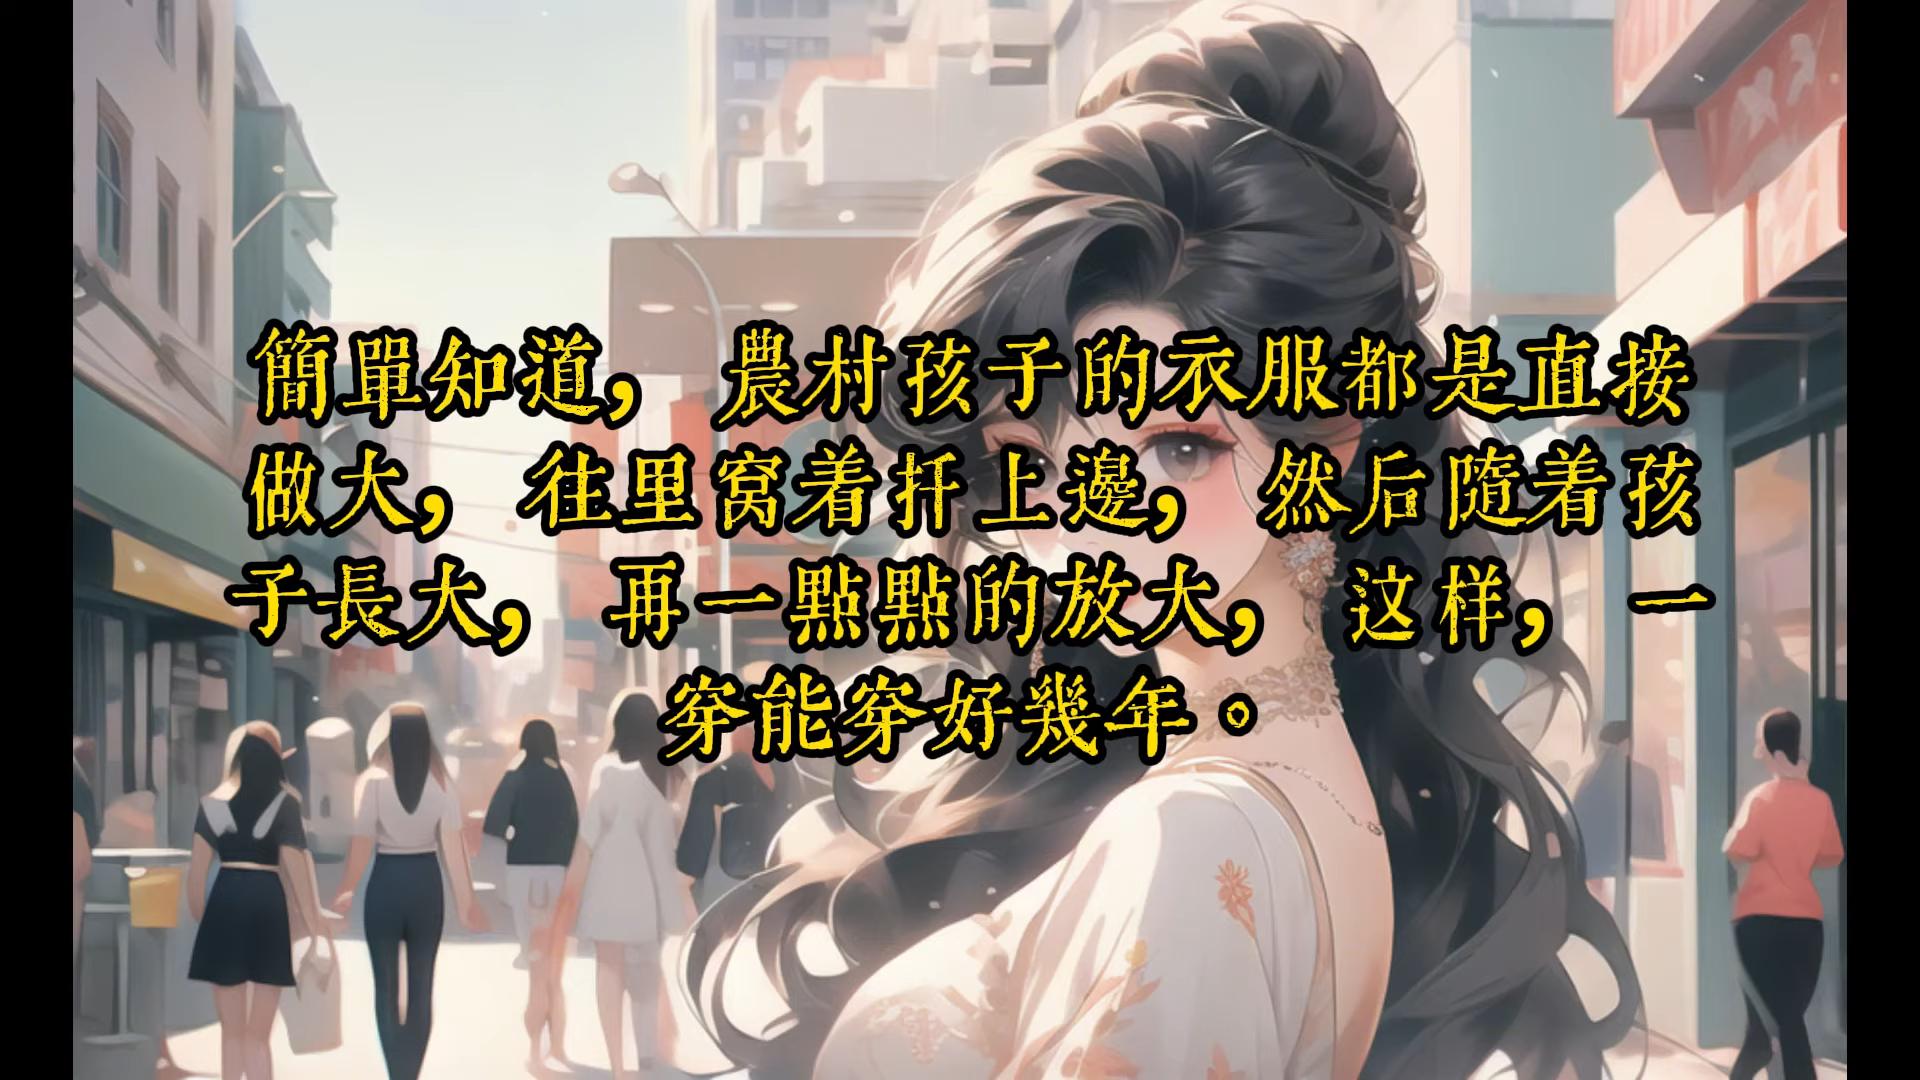 簡單知道，農村孩子的衣服都是直接
做大，往里窝着扦上邊，然后隨着孩
子長大，再一點點的放大，这样，一
穿能穿好幾年。